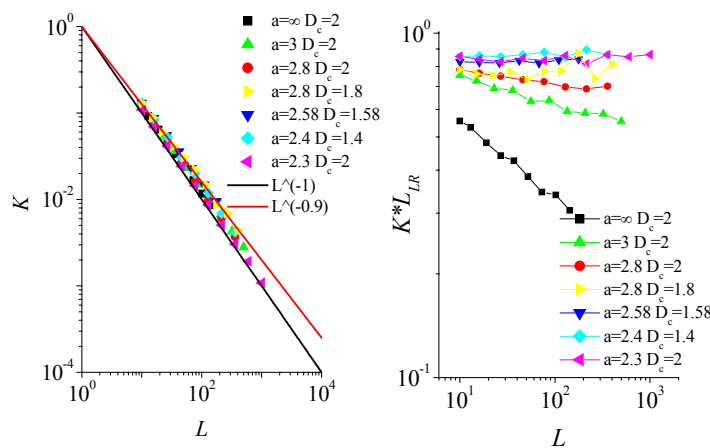 10^0
10^-2
10^-4
10^0
10^2
10^4
K
L
a=∞ D_c=2
a=3 D_c=2
a=2.8 D_c=2
a=2.8 D_c=1.8
a=2.58 D_c=1.58
a=2.4 D_c=1.4
a=2.3 D_c=2
L^(-1)
L^(-0.9)
10^0
10^-1
10^1
10^2
10^3
K*L_LR
L
a=∞ D_c=2
a=3 D_c=2
a=2.8 D_c=2
a=2.8 D_c=1.8
a=2.58 D_c=1.58
a=2.4 D_c=1.4
a=2.3 D_c=2